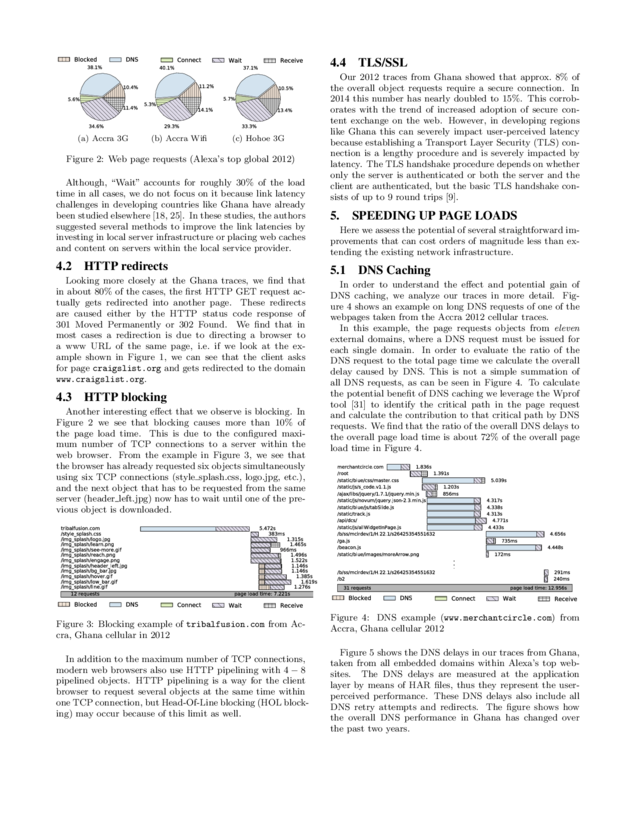 Blocked DNS Connect Wait Receive
38.1% 40.1% 37.1%
10.4% 11.2% 10.5%
5.6% 5.3% 5.7%
11.4% 14.1% 13.4%
34.6% 29.3% 33.3%
(a) Accra 3G (b) Accra Wifi (c) Hohoe 3G
Figure 2: Web page requests (Alexa's top global 2012)
Although, "Wait" accounts for roughly 30% of the load
time in all cases, we do not focus on it because link latency
challenges in developing countries like Ghana have already
been studied elsewhere [18, 25]. In these studies, the authors
suggested several methods to improve the link latencies by
investing in local server infrastructure or placing web caches
and content on servers within the local service provider.
4.2 HTTP redirects
Looking more closely at the Ghana traces, we find that
in about 80% of the cases, the first HTTP GET request ac-
tually gets redirected into another page. These redirects
are caused either by the HTTP status code response of
301 Moved Permanently or 302 Found. We find that in
most cases a redirection is due to directing a browser to
a www URL of the same page, i.e. if we look at the ex-
ample shown in Figure 1, we can see that the client asks
for page craigslist.org and gets redirected to the domain
www.craigslist.org.
4.3 HTTP blocking
Another interesting effect that we observe is blocking. In
Figure 2 we see that blocking causes more than 10% of
the page load time. This is due to the configured maxi-
mum number of TCP connections to a server within the
web browser. From the example in Figure 3, we see that
the browser has already requested six objects simultaneously
using six TCP connections (style_splash.css, logo.jpg, etc.),
and the next object that has to be requested from the same
server (header_left.jpg) now has to wait until one of the pre-
vious object is downloaded.
tribalfusion.com 5.472s
/style_splash.css 383ms
/img_splash/logo.jpg 1.315s
/img_splash/learn.png 1.465s
/img_splash/see-more.gif 966ms
/img_splash/reach.png 1.496s
/img_splash/engage.png 1.522s
/img_splash/header_left.jpg 1.146s
/img_splash/bg_bar.jpg 1.146s
/img_splash/hover.gif 1.385s
/img_splash/low_bar.gif 1.619s
/img_splash/line.gif 1.276s
12 requests page load time: 7.221s
Blocked DNS Connect Wait Receive
Figure 3: Blocking example of tribalfusion.com from Ac-
cra, Ghana cellular in 2012
In addition to the maximum number of TCP connections,
modern web browsers also use HTTP pipelining with 4 − 8
pipelined objects. HTTP pipelining is a way for the client
browser to request several objects at the same time within
one TCP connection, but Head-Of-Line blocking (HOL block-
ing) may occur because of this limit as well.
4.4 TLS/SSL
Our 2012 traces from Ghana showed that approx. 8% of
the overall object requests require a secure connection. In
2014 this number has nearly doubled to 15%. This corrob-
orates with the trend of increased adoption of secure con-
tent exchange on the web. However, in developing regions
like Ghana this can severely impact user-perceived latency
because establishing a Transport Layer Security (TLS) con-
nection is a lengthy procedure and is severely impacted by
latency. The TLS handshake procedure depends on whether
only the server is authenticated or both the server and the
client are authenticated, but the basic TLS handshake con-
sists of up to 9 round trips [9].
5. SPEEDING UP PAGE LOADS
Here we assess the potential of several straightforward im-
provements that can cost orders of magnitude less than ex-
tending the existing network infrastructure.
5.1 DNS Caching
In order to understand the effect and potential gain of
DNS caching, we analyze our traces in more detail. Fig-
ure 4 shows an example on long DNS requests of one of the
webpages taken from the Accra 2012 cellular traces.
In this example, the page requests objects from eleven
external domains, where a DNS request must be issued for
each single domain. In order to evaluate the ratio of the
DNS request to the total page time we calculate the overall
delay caused by DNS. This is not a simple summation of
all DNS requests, as can be seen in Figure 4. To calculate
the potential benefit of DNS caching we leverage the Wprof
tool [31] to identify the critical path in the page request
and calculate the contribution to that critical path by DNS
requests. We find that the ratio of the overall DNS delays to
the overall page load time is about 72% of the overall page
load time in Figure 4.
merchantcircle.com 1.836s
/root 1.391s
/static/blue/css/master.css 5.039s
/static/js/s_code.v1.1.js 1.203s
/ajax/libs/jquery/1.7.1/jquery.min.js 856ms
/static/js/novum/jquery.json-2.3.min.js 4.317s
/static/blue/js/tabSlide.js 4.338s
/static/track.js 4.313s
/api/dcs/ 4.771s
/static/js/al/WidgetInPage.js 4.433s
/b/ss/mcirdev/1/H.22.1/s26425354551632 4.656s
/ga.js 735ms
/beacon.js 4.448s
/static/blue/images/moreArrow.png 172ms
/b/ss/mcirdev/1/H.22.1/s26425354551632 291ms
/b2 240ms
31 requests page load time: 12.956s
Blocked DNS Connect Wait Receive
Figure 4: DNS example (www.merchantcircle.com) from
Accra, Ghana cellular 2012
Figure 5 shows the DNS delays in our traces from Ghana,
taken from all embedded domains within Alexa's top web-
sites. The DNS delays are measured at the application
layer by means of HAR files, thus they represent the user-
perceived performance. These DNS delays also include all
DNS retry attempts and redirects. The figure shows how
the overall DNS performance in Ghana has changed over
the past two years.